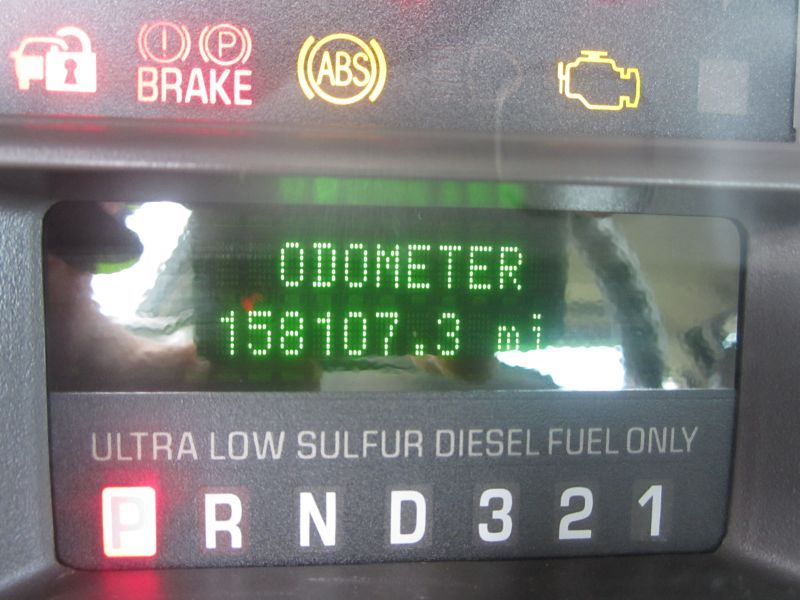 ! P
BRAKE ABS
ODOMETER
158107.3 mi
ULTRA LOW SULFUR DIESEL FUEL ONLY
P R N D 3 2 1